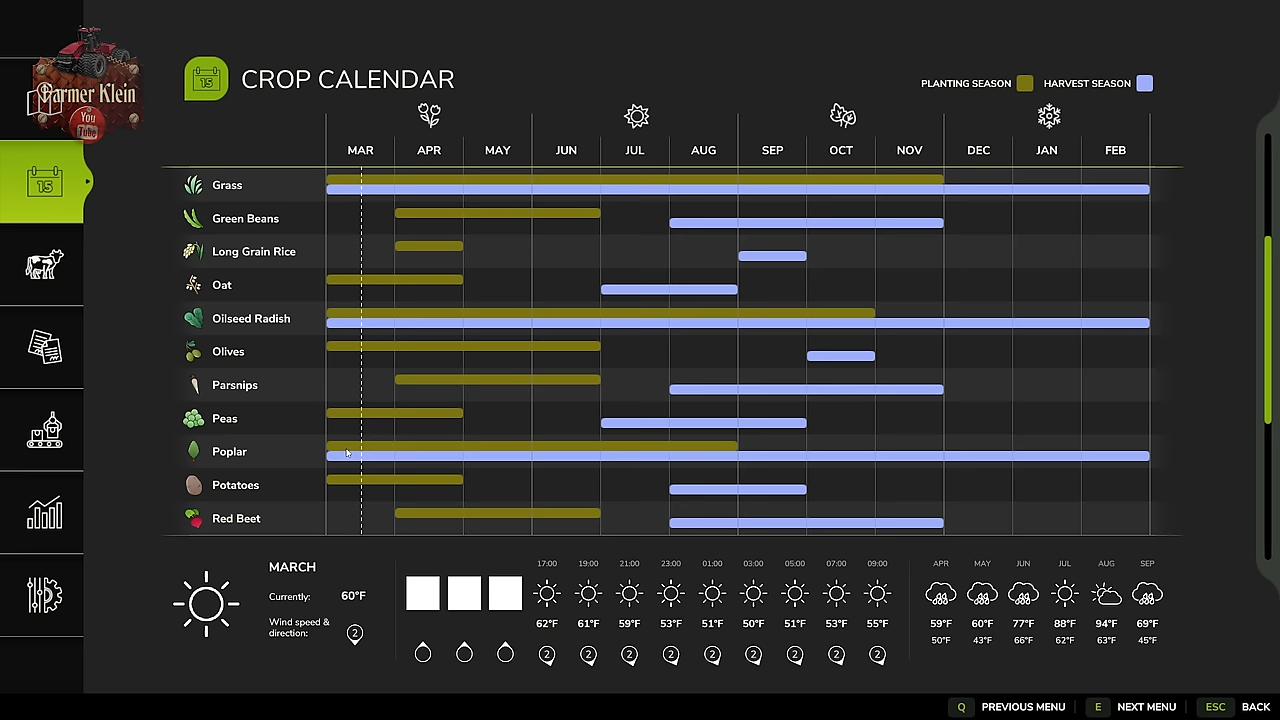 Farmer Klein
You
Tube
15
15
CROP CALENDAR
PLANTING SEASON
HARVEST SEASON
MAR APR MAY JUN JUL AUG SEP OCT NOV DEC JAN FEB
Grass
Green Beans
Long Grain Rice
Oat
Oilseed Radish
Olives
Parsnips
Peas
Poplar
Potatoes
Red Beet
MARCH
Currently: 60°F
Wind speed &
direction: 2
17:00 19:00 21:00 23:00 01:00 03:00 05:00 07:00 09:00
62°F 61°F 59°F 53°F 51°F 50°F 51°F 53°F 55°F
2 2 2 2 2 2 2 2 2
APR MAY JUN JUL AUG SEP
59°F 60°F 77°F 88°F 94°F 69°F
50°F 43°F 66°F 62°F 63°F 45°F
Q PREVIOUS MENU E NEXT MENU ESC BACK